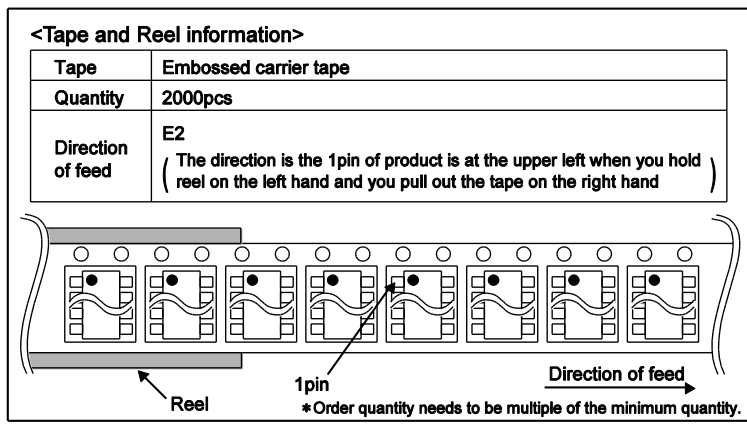 <Tape and Reel information>
Tape Embossed carrier tape
Quantity 2000pcs
Direction of feed E2
( The direction is the 1pin of product is at the upper left when you hold
reel on the left hand and you pull out the tape on the right hand )
1pin
Direction of feed
Reel
*Order quantity needs to be multiple of the minimum quantity.